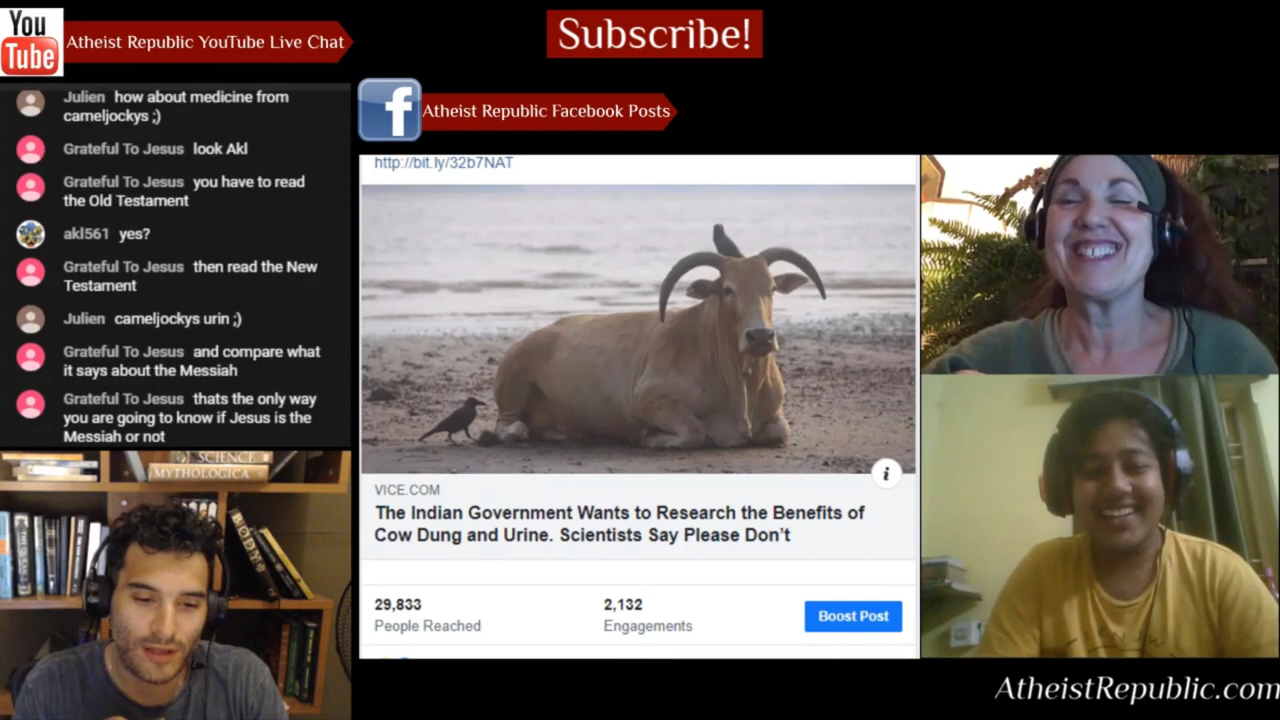 You
Tube
Atheist Republic YouTube Live Chat
Subscribe!
Julien how about medicine from
cameljockys ;)
Grateful To Jesus look Akl
Grateful To Jesus you have to read
the Old Testament
akl561 yes?
Grateful To Jesus then read the New
Testament
Julien cameljockys urin ;)
Grateful To Jesus and compare what
it says about the Messiah
Grateful To Jesus thats the only way
you are going to know if Jesus is the
Messiah or not
f
Atheist Republic Facebook Posts
http://bit.ly/32b7NAT
i
VICE.COM
The Indian Government Wants to Research the Benefits of
Cow Dung and Urine. Scientists Say Please Don't
29,833
People Reached
2,132
Engagements
Boost Post
SCIENCE
MYTHOLOGICA
AtheistRepublic.com